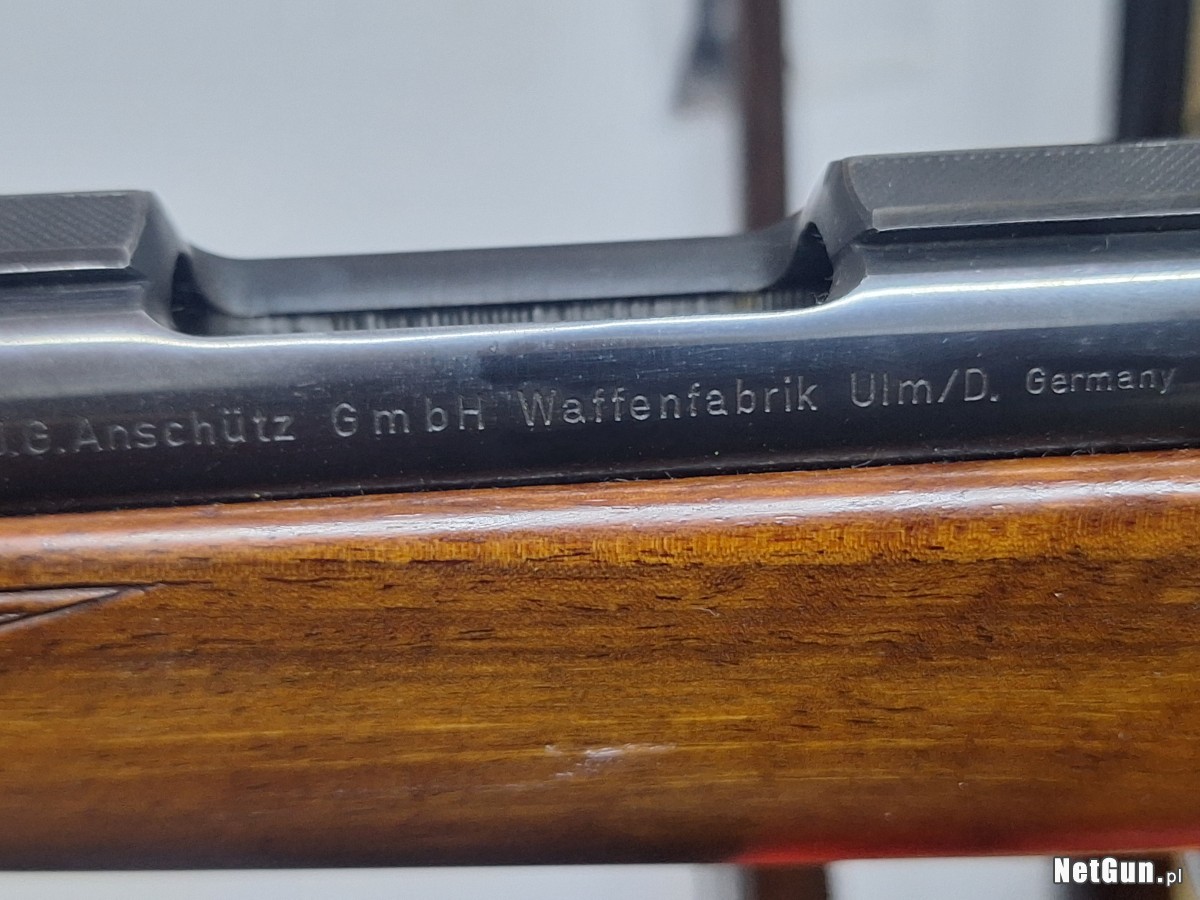 J.G.Anschütz GmbH Waffenfabrik Ulm/D. Germany
NetGun.pl